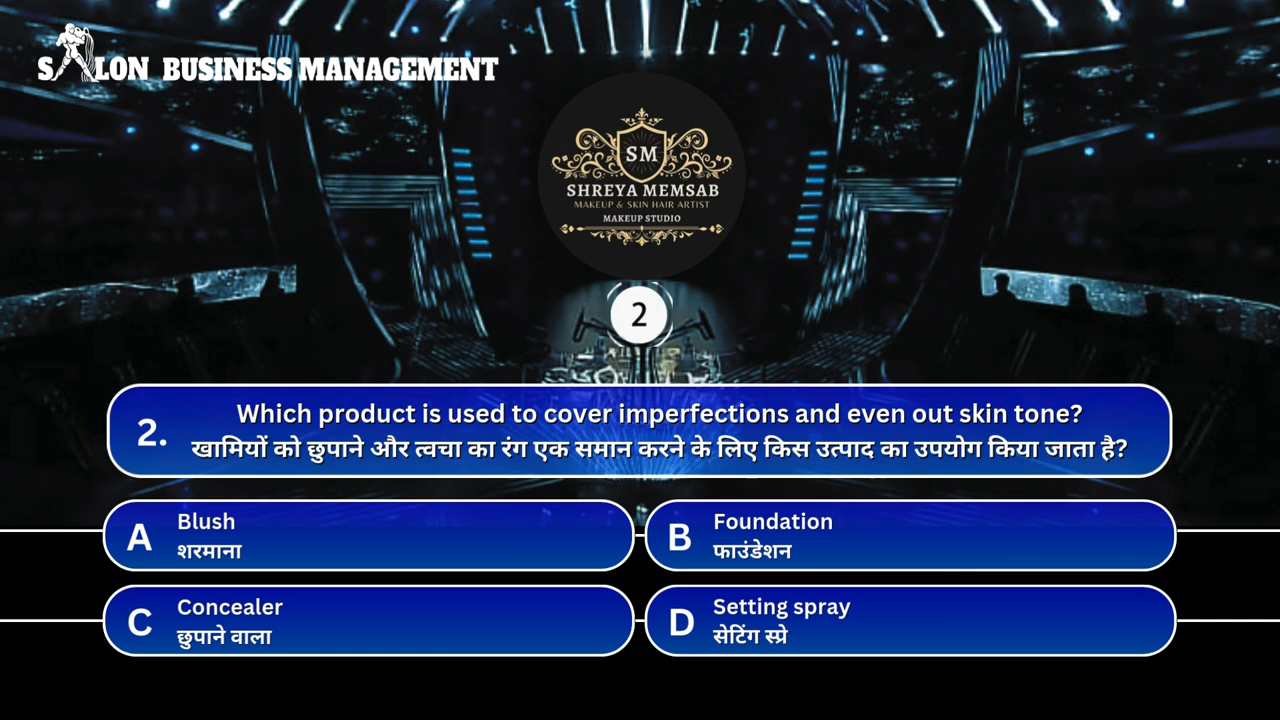 SALON BUSINESS MANAGEMENT
SM
SHREYA MEMSAB
MAKEUP & SKIN HAIR ARTIST
MAKEUP STUDIO
2
2. Which product is used to cover imperfections and even out skin tone?
खामियों को छुपाने और त्वचा का रंग एक समान करने के लिए किस उत्पाद का उपयोग किया जाता है?
A Blush
शरमाना
B Foundation
फाउंडेशन
C Concealer
छुपाने वाला
D Setting spray
सेटिंग स्प्रे